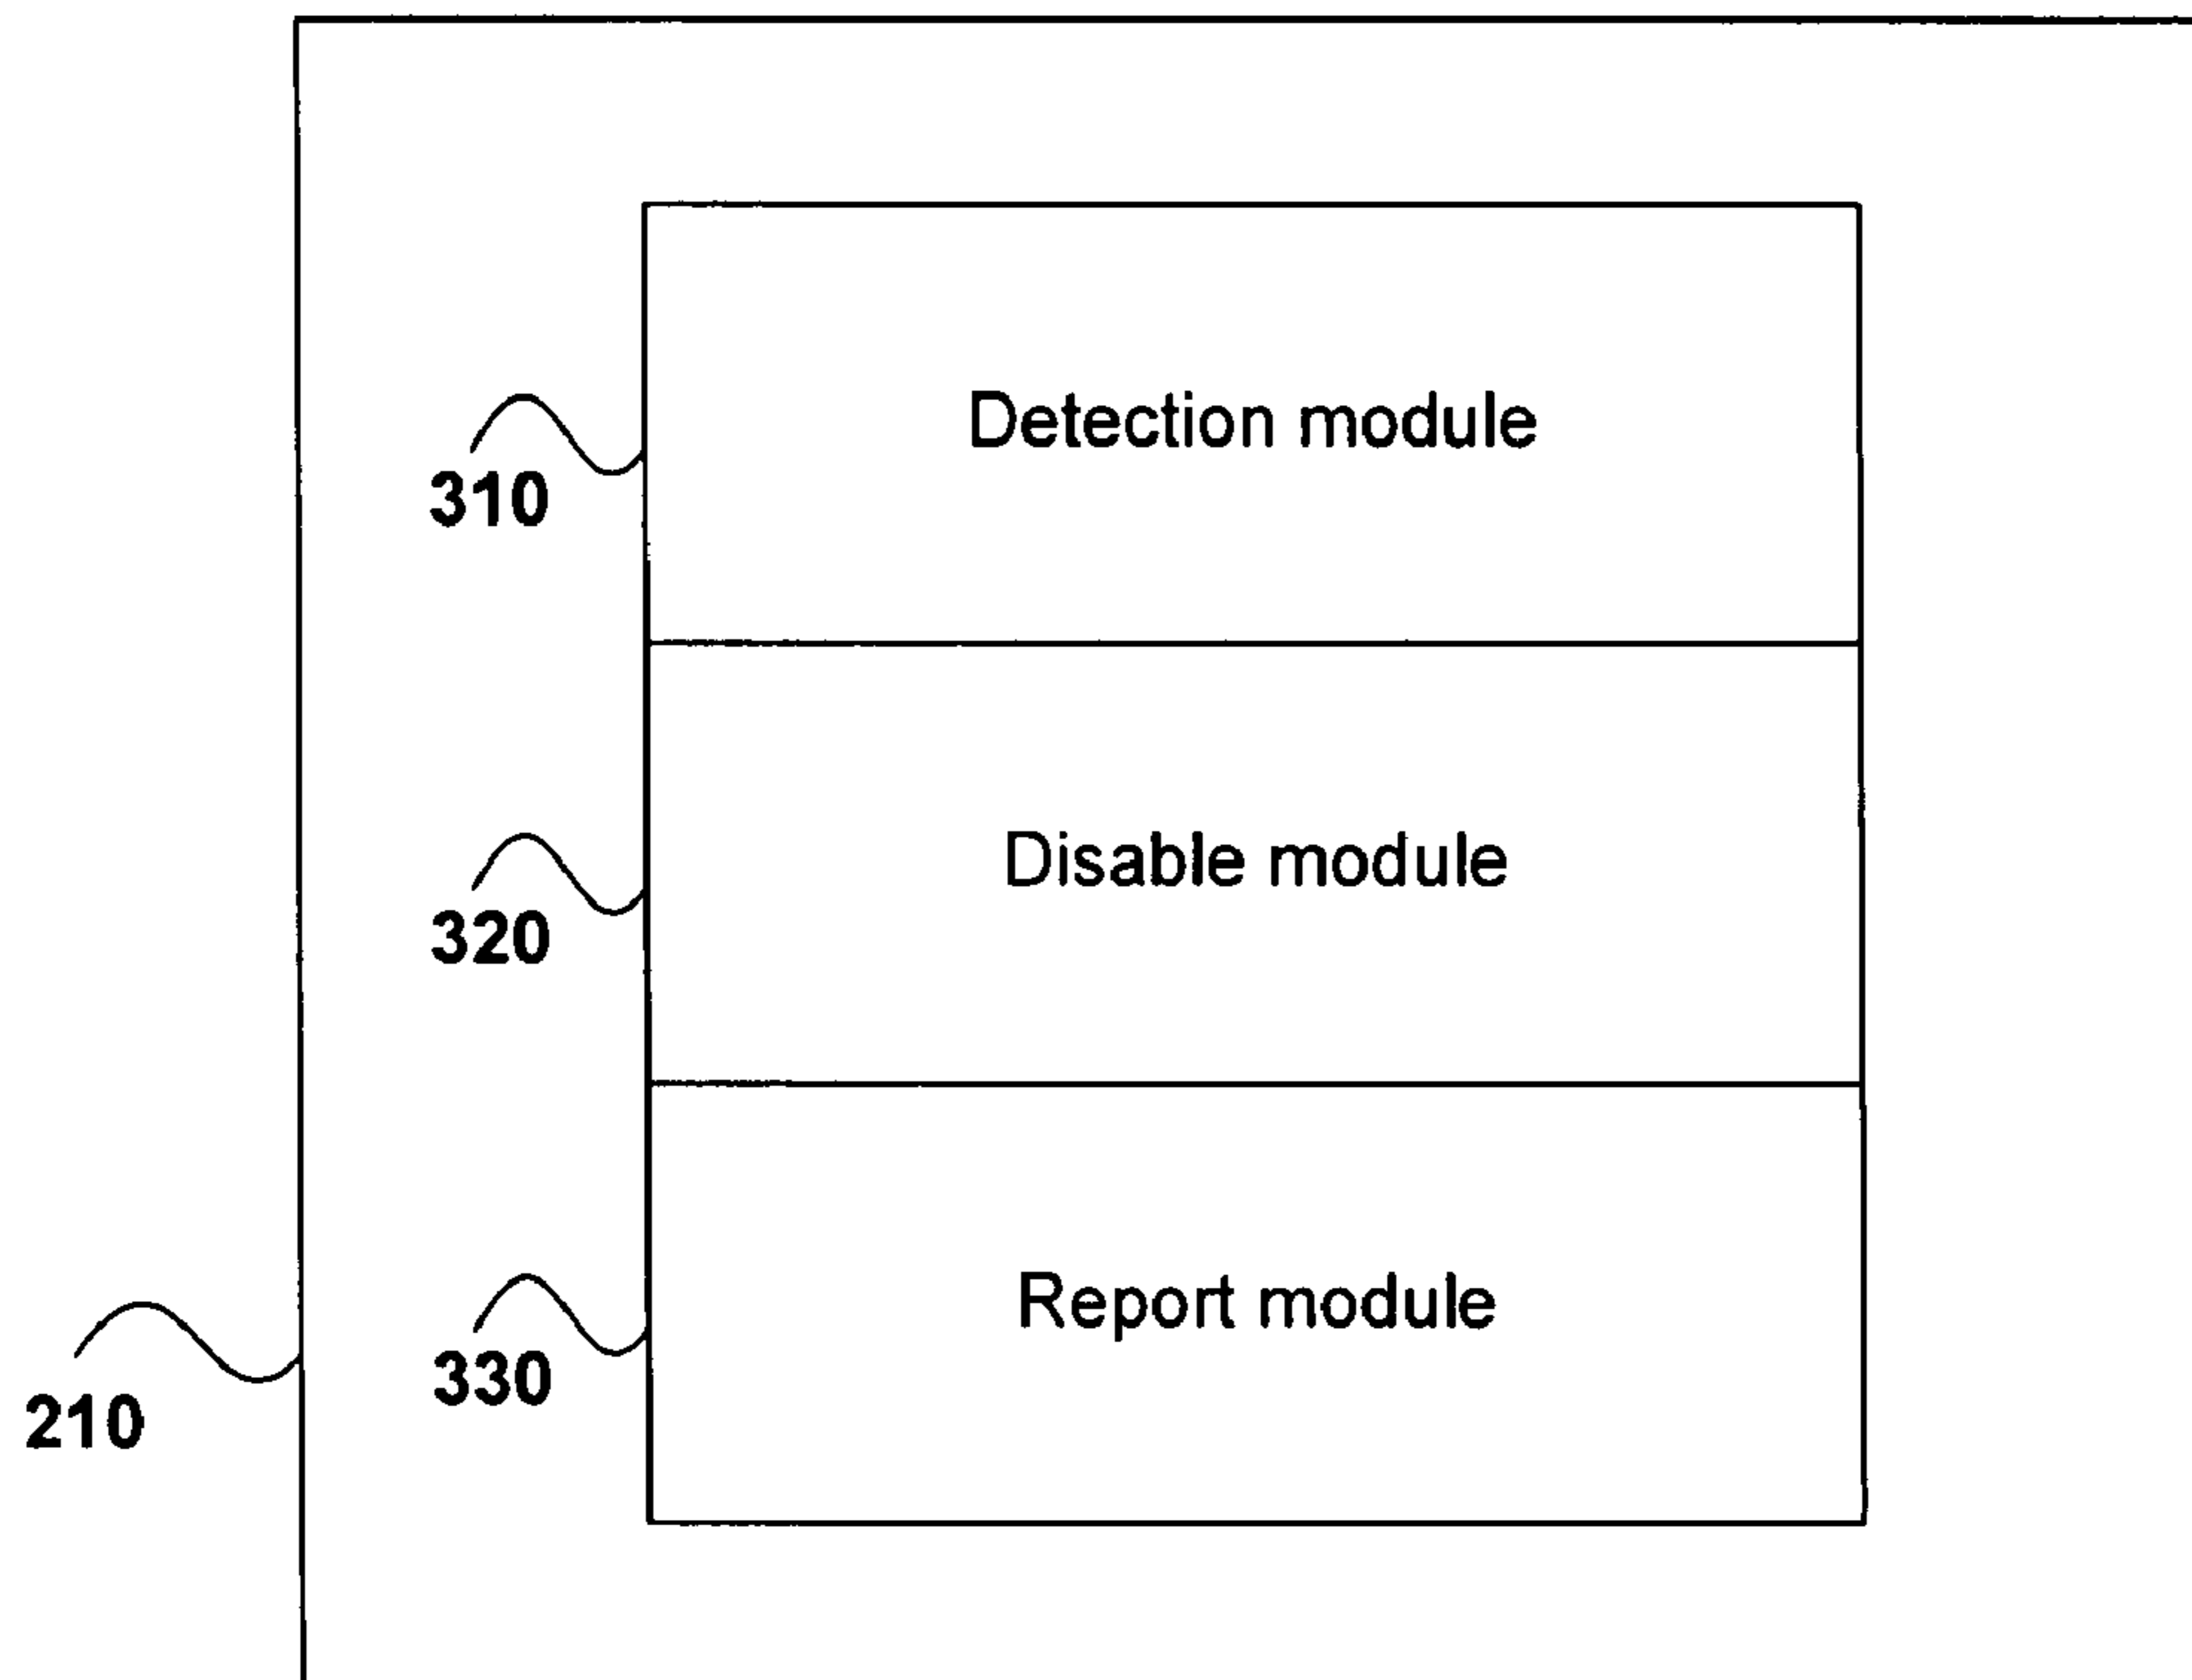 Detection module
310
Disable module
320
Report module
330
210